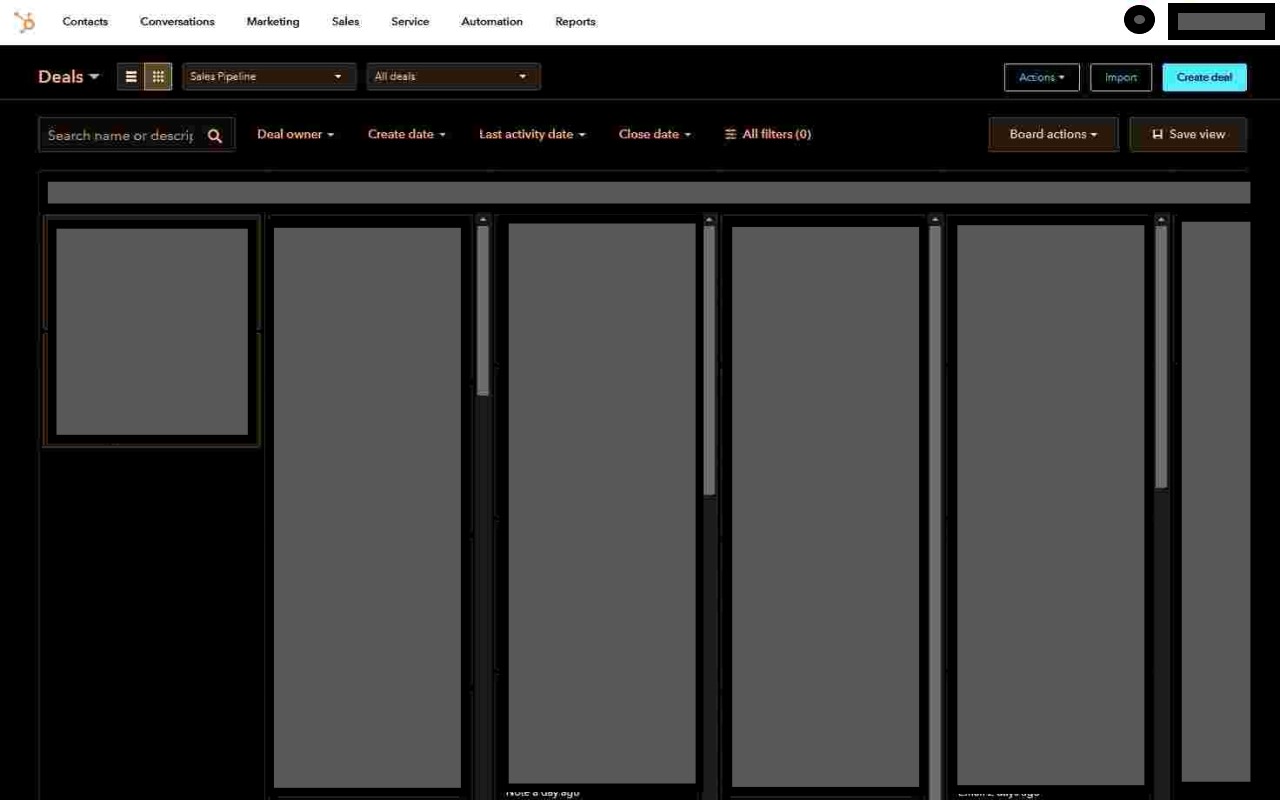 Contacts Conversations Marketing Sales Service Automation Reports
Deals Sales Pipeline All deals Actions Import Create deal
Search name or descrip Deal owner Create date Last activity date Close date All filters (0) Board actions Save view
Note a day ago Email 2 days ago